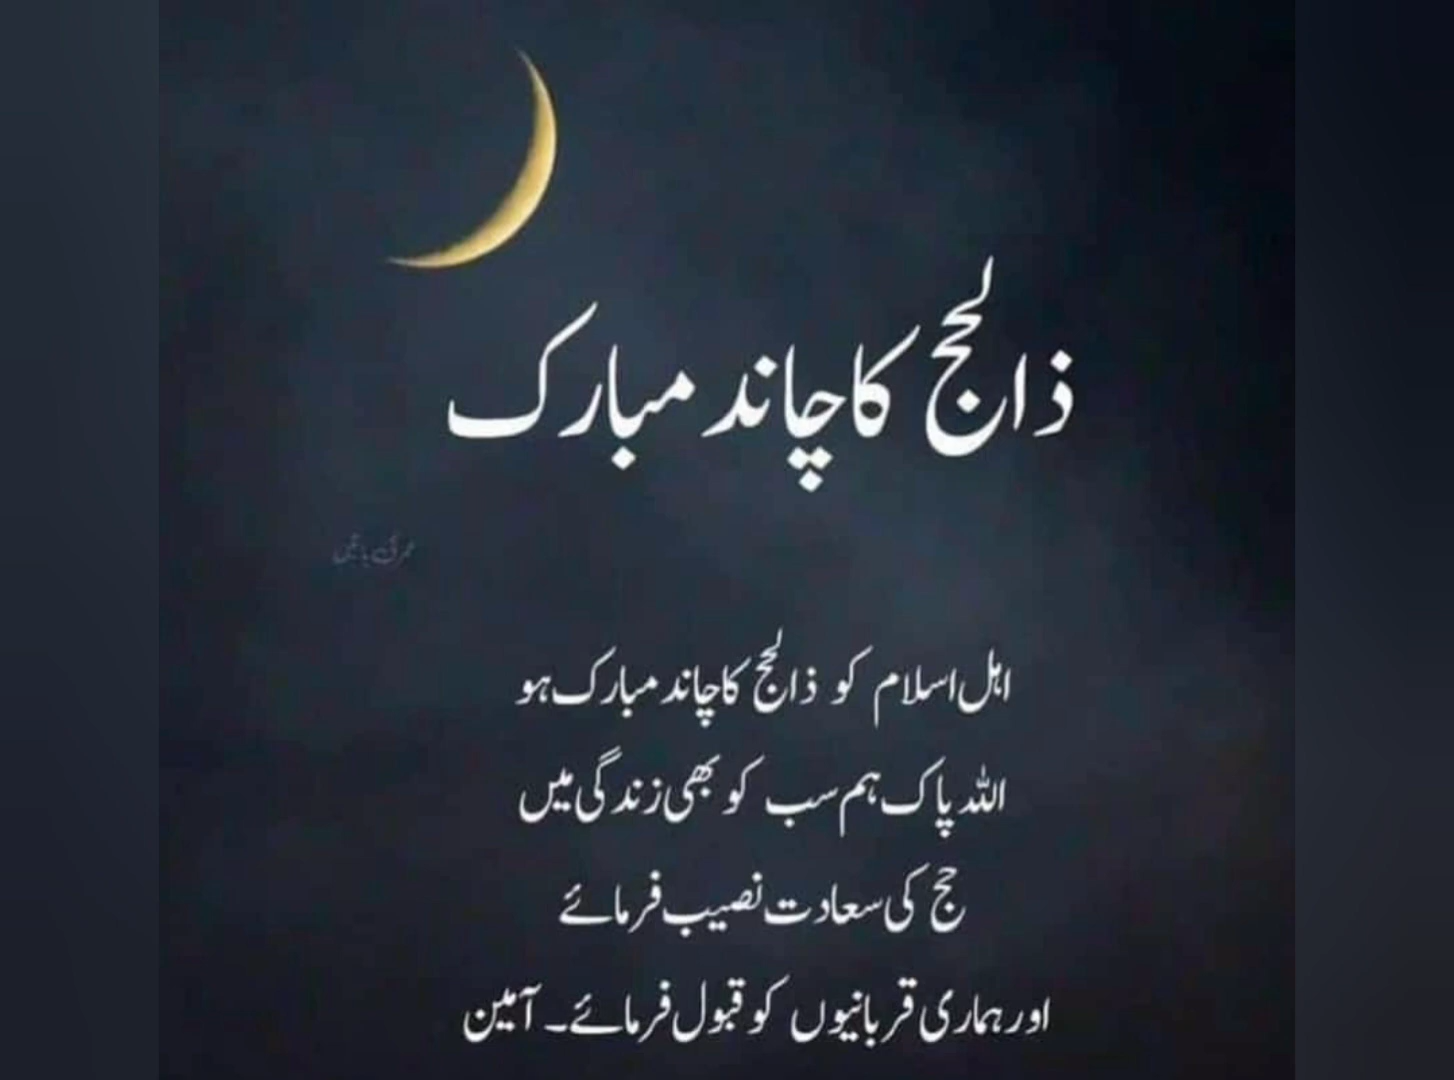 ذالحج کا چاند مبارک
اہل اسلام کو ذالحج کا چاند مبارک ہو
اللہ پاک ہم سب کو بھی زندگی میں
حج کی سعادت نصیب فرمائے
اور ہماری قربانیوں کو قبول فرمائے۔ آمین